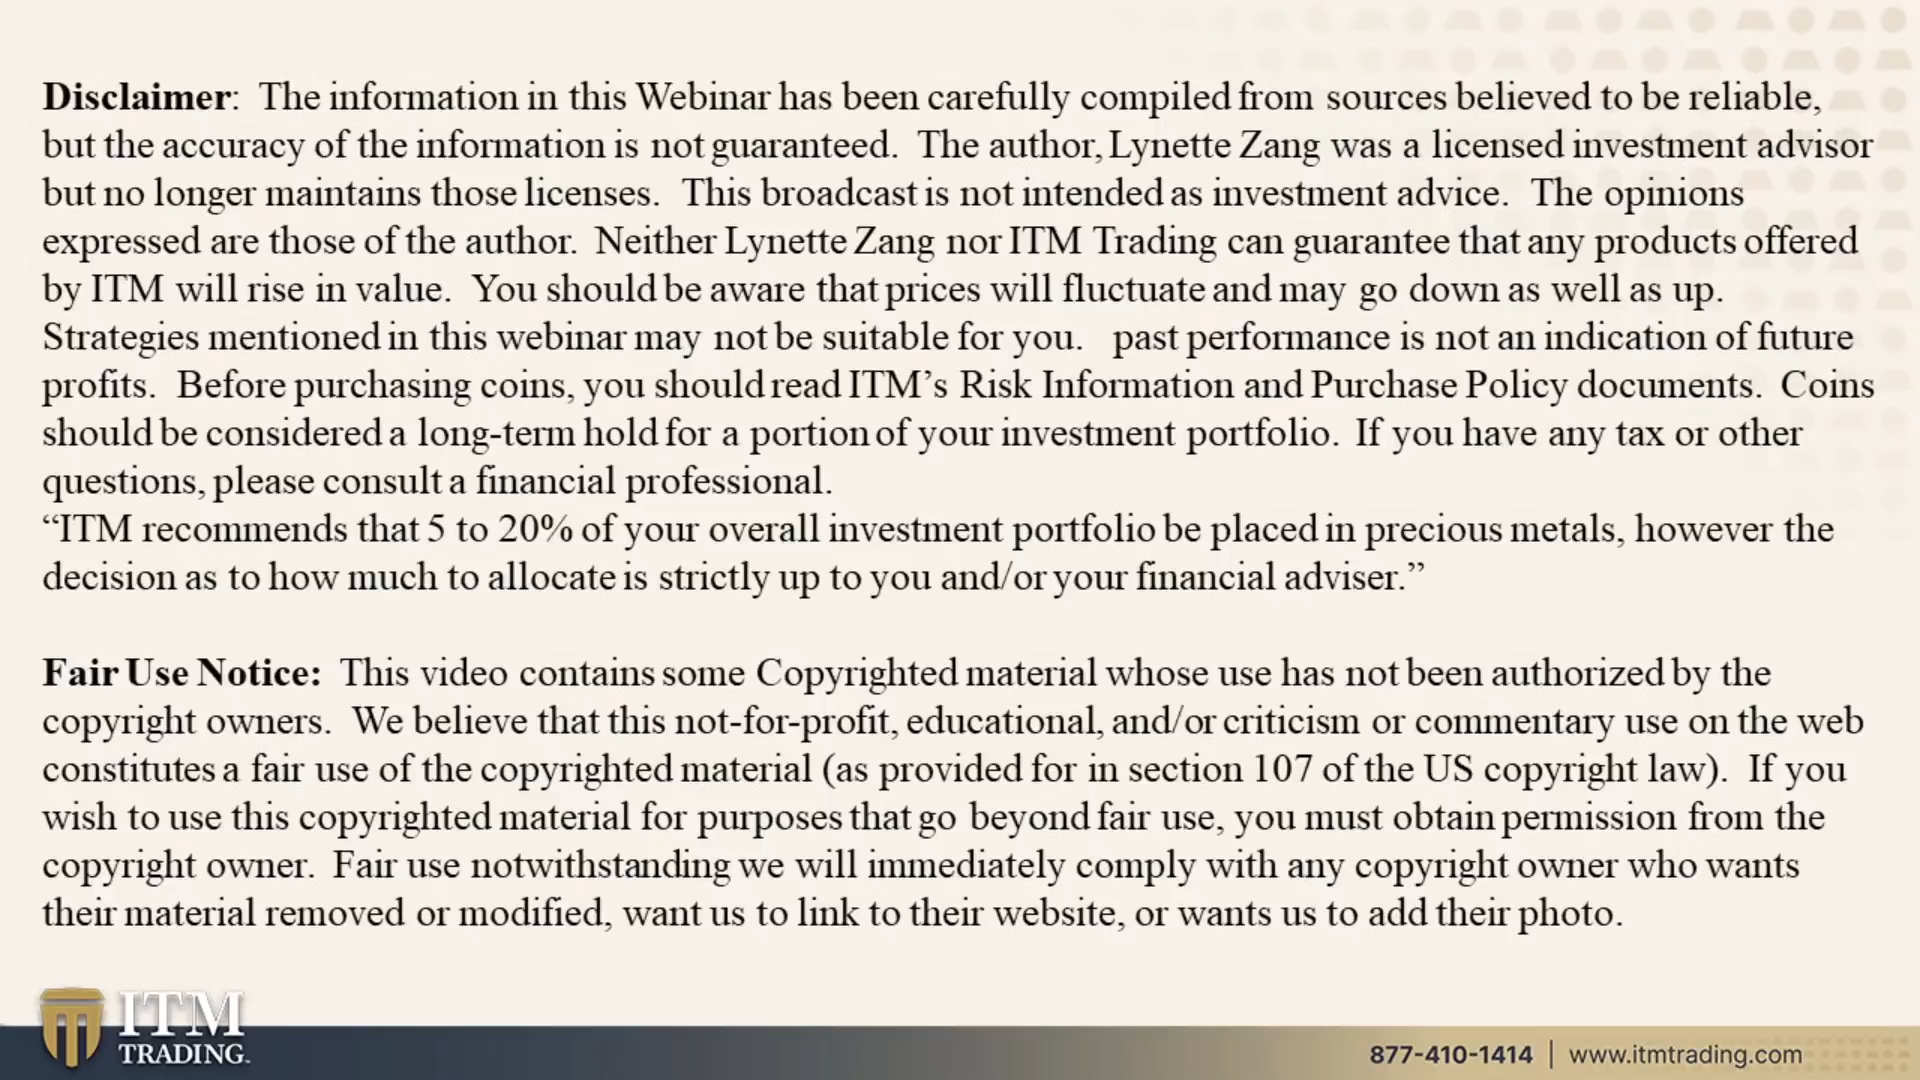 Disclaimer:  The information in this Webinar has been carefully compiled from sources believed to be reliable,
but the accuracy of the information is not guaranteed.  The author, Lynette Zang was a licensed investment advisor
but no longer maintains those licenses.  This broadcast is not intended as investment advice.  The opinions
expressed are those of the author.  Neither Lynette Zang nor ITM Trading can guarantee that any products offered
by ITM will rise in value.  You should be aware that prices will fluctuate and may go down as well as up.
Strategies mentioned in this webinar may not be suitable for you.   past performance is not an indication of future
profits.  Before purchasing coins, you should read ITM’s Risk Information and Purchase Policy documents.  Coins
should be considered a long-term hold for a portion of your investment portfolio.  If you have any tax or other
questions, please consult a financial professional.
“ITM recommends that 5 to 20% of your overall investment portfolio be placed in precious metals, however the
decision as to how much to allocate is strictly up to you and/or your financial adviser.”
Fair Use Notice:  This video contains some Copyrighted material whose use has not been authorized by the
copyright owners.  We believe that this not-for-profit, educational, and/or criticism or commentary use on the web
constitutes a fair use of the copyrighted material (as provided for in section 107 of the US copyright law).  If you
wish to use this copyrighted material for purposes that go beyond fair use, you must obtain permission from the
copyright owner.  Fair use notwithstanding we will immediately comply with any copyright owner who wants
their material removed or modified, want us to link to their website, or wants us to add their photo.
ITM
TRADING
877-410-1414 | www.itmtrading.com